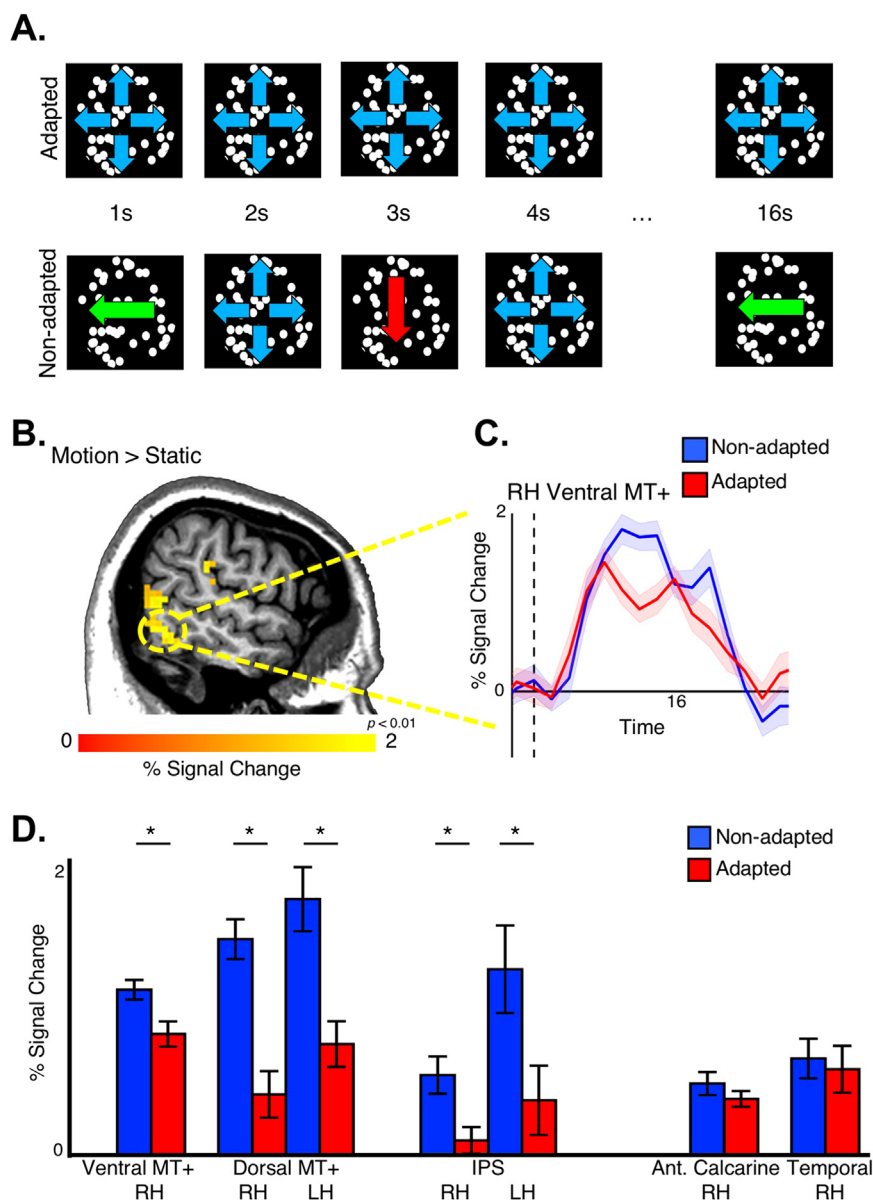 A.
Adapted
1s 2s 3s 4s ... 16s
Non-adapted
B.
Motion > Static
p < 0.01
0 2
% Signal Change
C.
Non-adapted
Adapted
RH Ventral MT+
2
% Signal Change
0
16
Time
D.
Non-adapted
Adapted
* * * * *
2
% Signal Change
0
Ventral MT+ Dorsal MT+ IPS Ant. Calcarine Temporal
RH RH LH RH LH RH RH